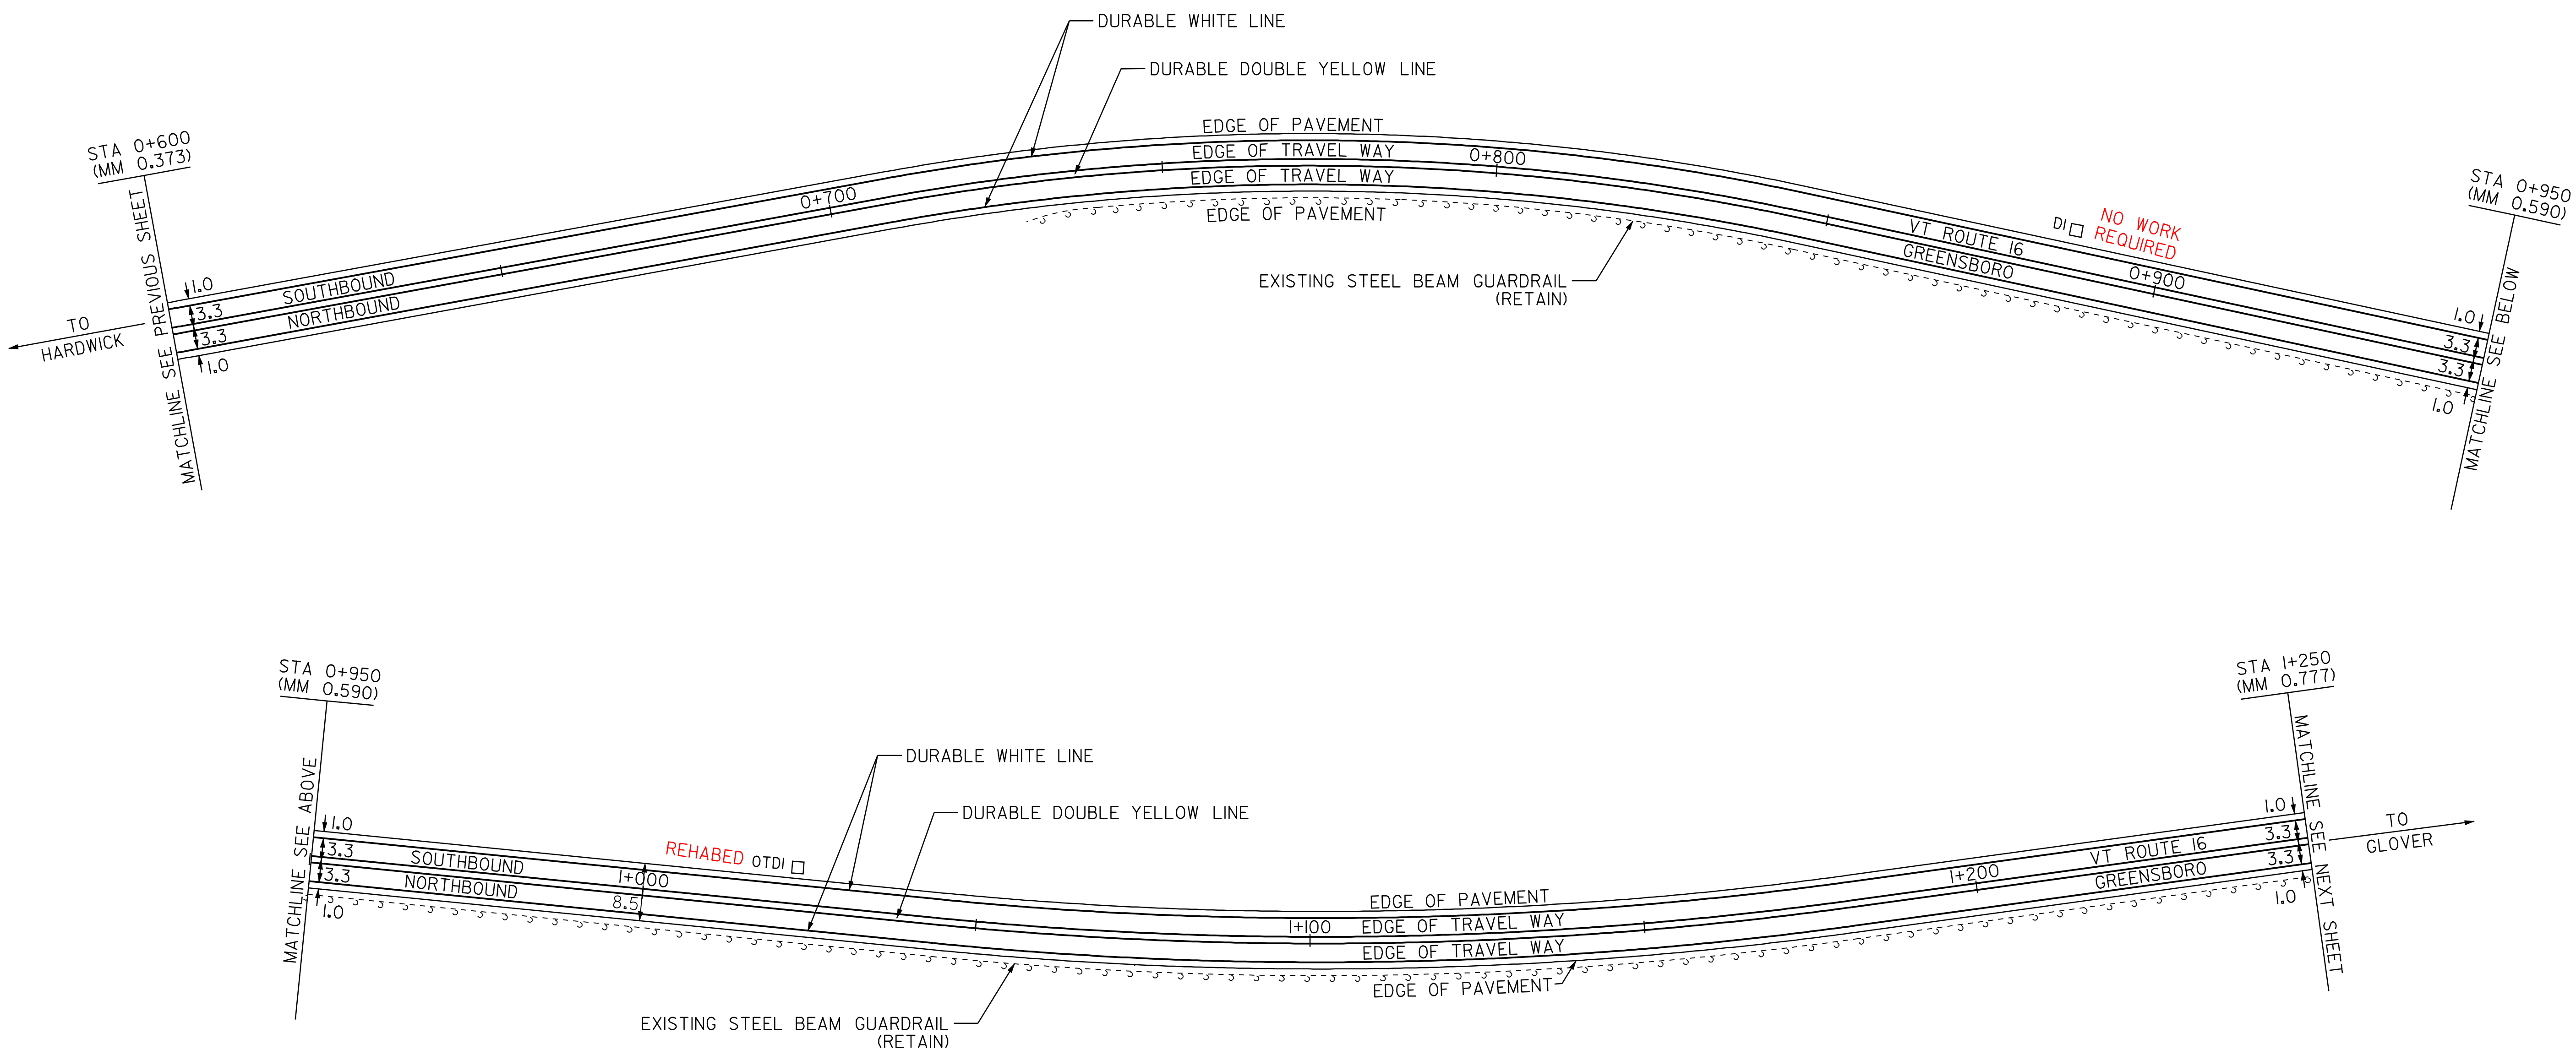 DURABLE WHITE LINE
DURABLE DOUBLE YELLOW LINE
STA 0+600
(MM 0.373)
MATCHLINE SEE PREVIOUS SHEET
TO
HARDWICK
1.0
3.3
3.3
1.0
SOUTHBOUND
NORTHBOUND
0+700
EDGE OF PAVEMENT
EDGE OF TRAVEL WAY
EDGE OF TRAVEL WAY
EDGE OF PAVEMENT
0+800
EXISTING STEEL BEAM GUARDRAIL
(RETAIN)
VT ROUTE 16
GREENSBORO
DI
NO WORK
REQUIRED
0+900
STA 0+950
(MM 0.590)
1.0
3.3
3.3
1.0
MATCHLINE SEE BELOW
STA 0+950
(MM 0.590)
MATCHLINE SEE ABOVE
1.0
3.3
3.3
1.0
SOUTHBOUND
NORTHBOUND
1+000
8.5
REHABED OTDI
DURABLE WHITE LINE
DURABLE DOUBLE YELLOW LINE
EXISTING STEEL BEAM GUARDRAIL
(RETAIN)
1+100
EDGE OF PAVEMENT
EDGE OF TRAVEL WAY
EDGE OF TRAVEL WAY
EDGE OF PAVEMENT
1+200
VT ROUTE 16
GREENSBORO
STA 1+250
(MM 0.777)
1.0
3.3
3.3
1.0
MATCHLINE SEE NEXT SHEET
TO
GLOVER